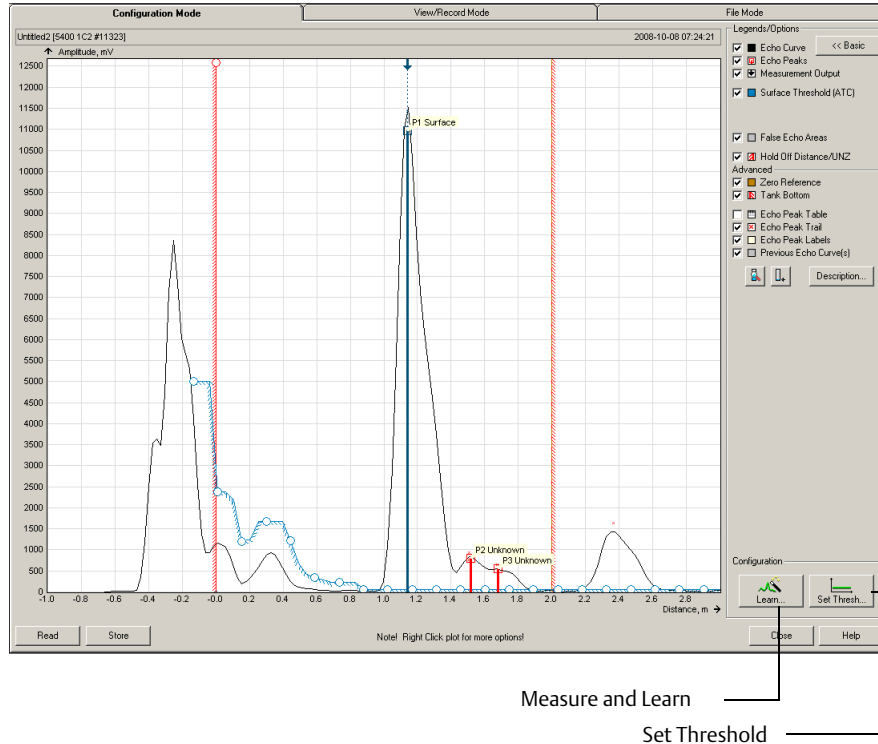 Configuration Mode
View/Record Mode
File Mode
Untitled2 [5400 1C2 #11323]
2008-10-08 07:24:21
Amplitude, mV
12500
12000
11500
11000
10500
10000
9500
9000
8500
8000
7500
7000
6500
6000
5500
5000
4500
4000
3500
3000
2500
2000
1500
1000
500
0
P1 Surface
P2 Unknown
P3 Unknown
-1.0 -0.8 -0.6 -0.4 -0.2 -0.0 0.2 0.4 0.6 0.8 1.0 1.2 1.4 1.6 1.8 2.0 2.2 2.4 2.6 2.8
Distance, m
Legends/Options
Echo Curve
<< Basic
Echo Peaks
Measurement Output
Surface Threshold (ATC)
False Echo Areas
Hold Off Distance/UNZ
Advanced
Zero Reference
Tank Bottom
Echo Peak Table
Echo Peak Trail
Echo Peak Labels
Previous Echo Curve(s)
Description...
Configuration
Learn...
Set Thresh...
Read
Store
Note! Right Click plot for more options!
Close
Help
Measure and Learn
Set Threshold